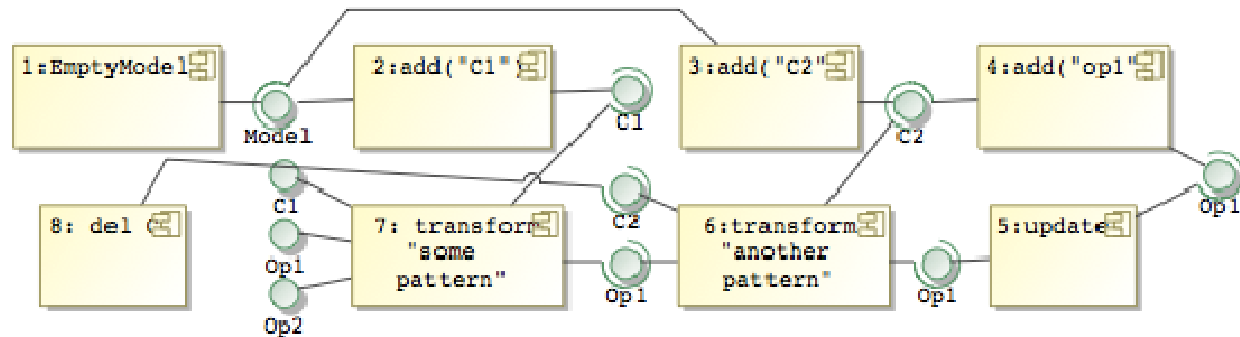 1:EmptyModel
2:add("C1"
3:add("C2"
4:add("op1"
Model
C1
C2
Op1
C1
Op1
Op2
8: del
7: transform
"some
pattern"
C2
Op1
6:transform
"another
pattern"
Op1
5:update